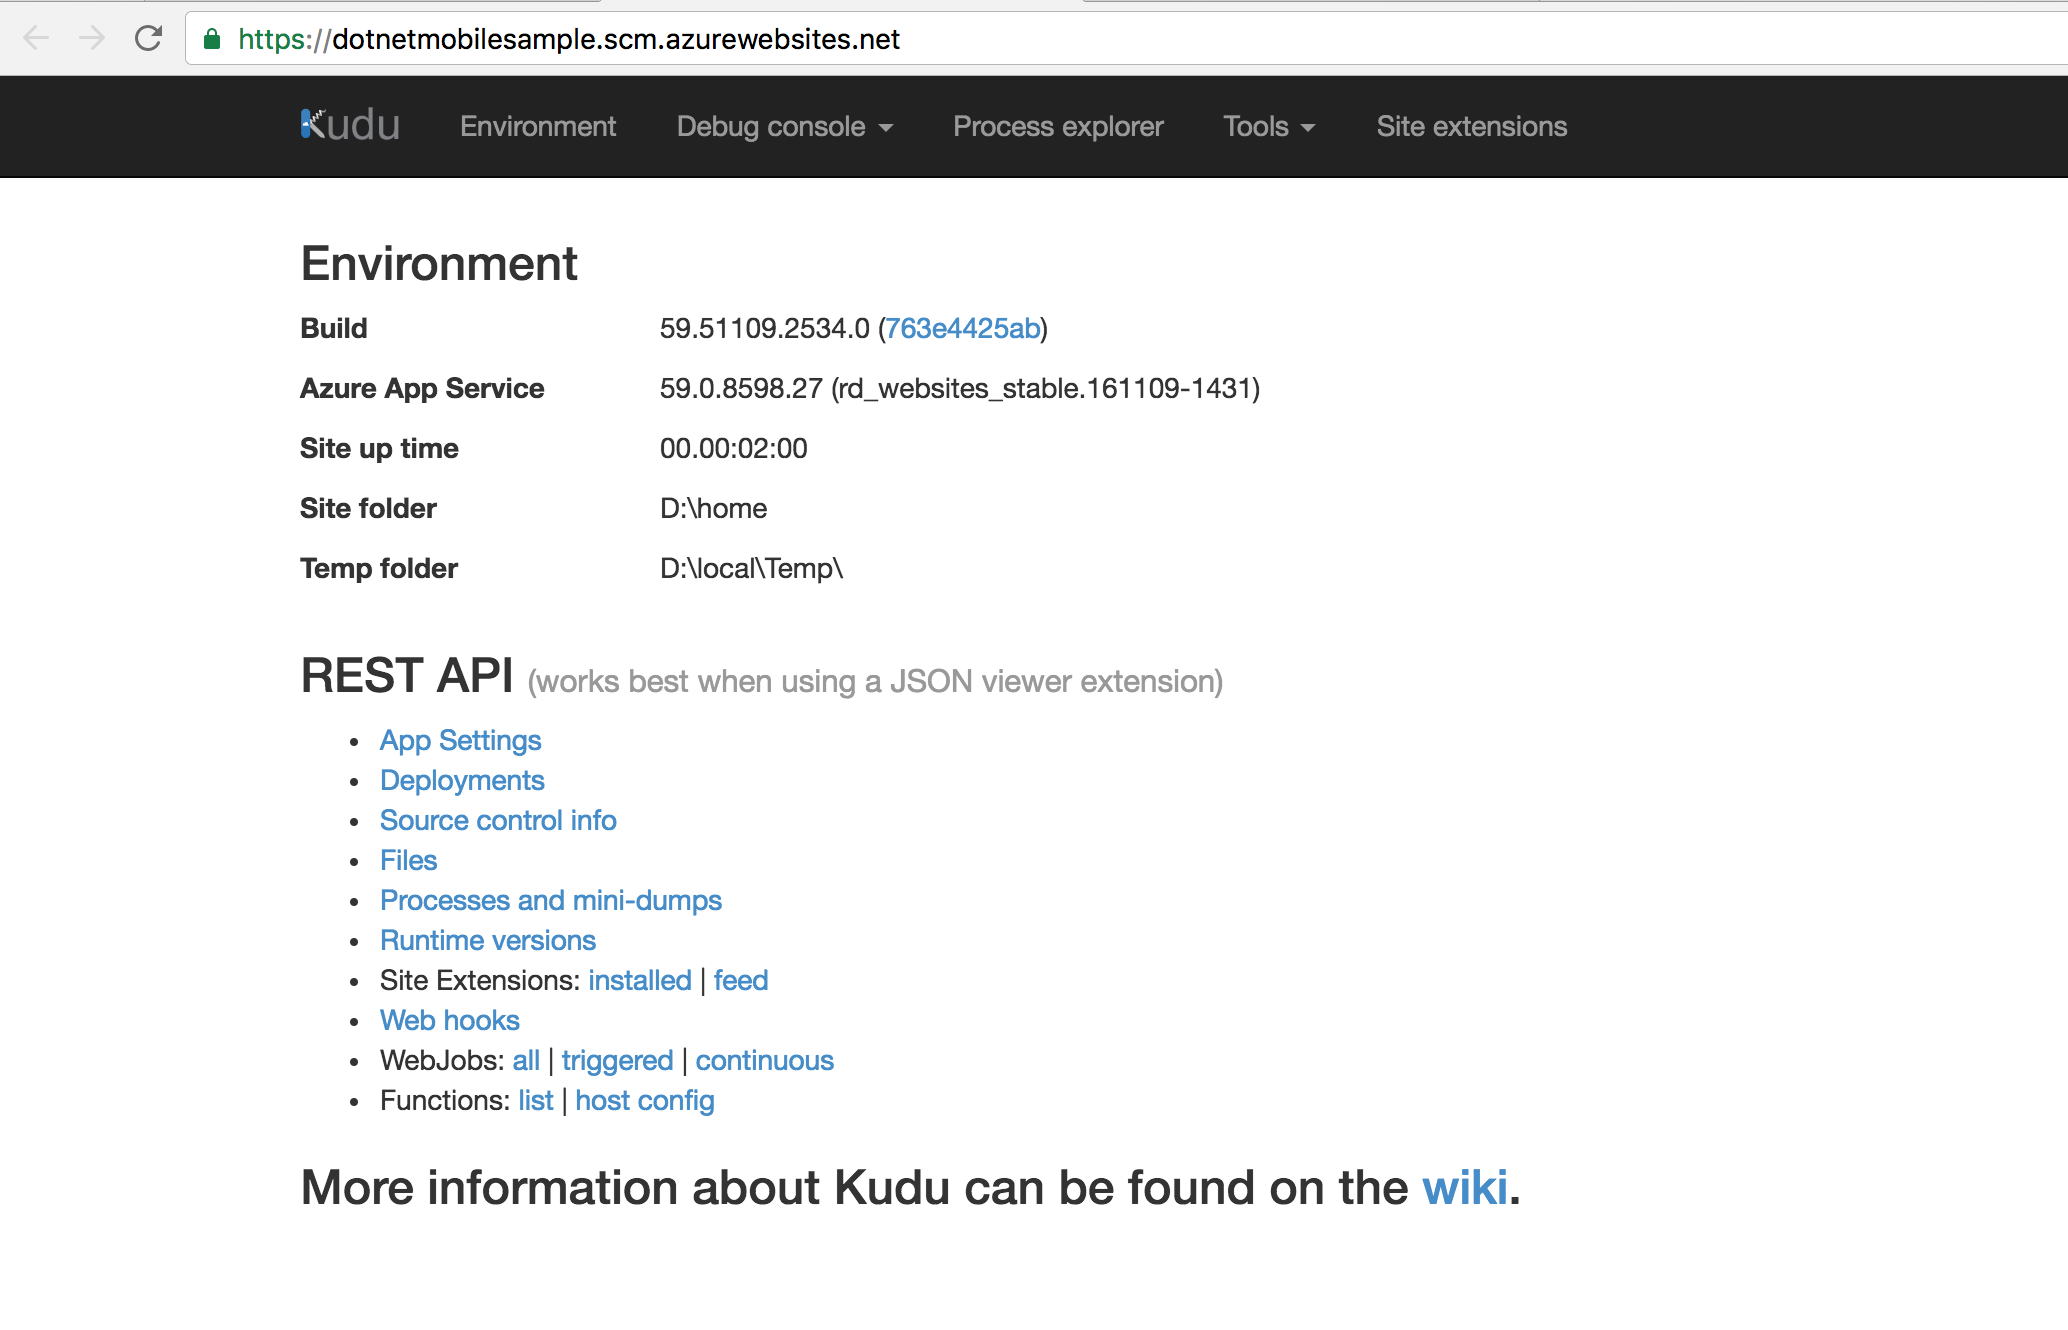 https://dotnetmobilesample.scm.azurewebsites.net
Kudu Environment Debug console Process explorer Tools Site extensions
Environment
Build 59.51109.2534.0 (763e4425ab)
Azure App Service 59.0.8598.27 (rd_websites_stable.161109-1431)
Site up time 00.00:02:00
Site folder D:\home
Temp folder D:\local\Temp\
REST API (works best when using a JSON viewer extension)
• App Settings
• Deployments
• Source control info
• Files
• Processes and mini-dumps
• Runtime versions
• Site Extensions: installed | feed
• Web hooks
• WebJobs: all | triggered | continuous
• Functions: list | host config
More information about Kudu can be found on the wiki.